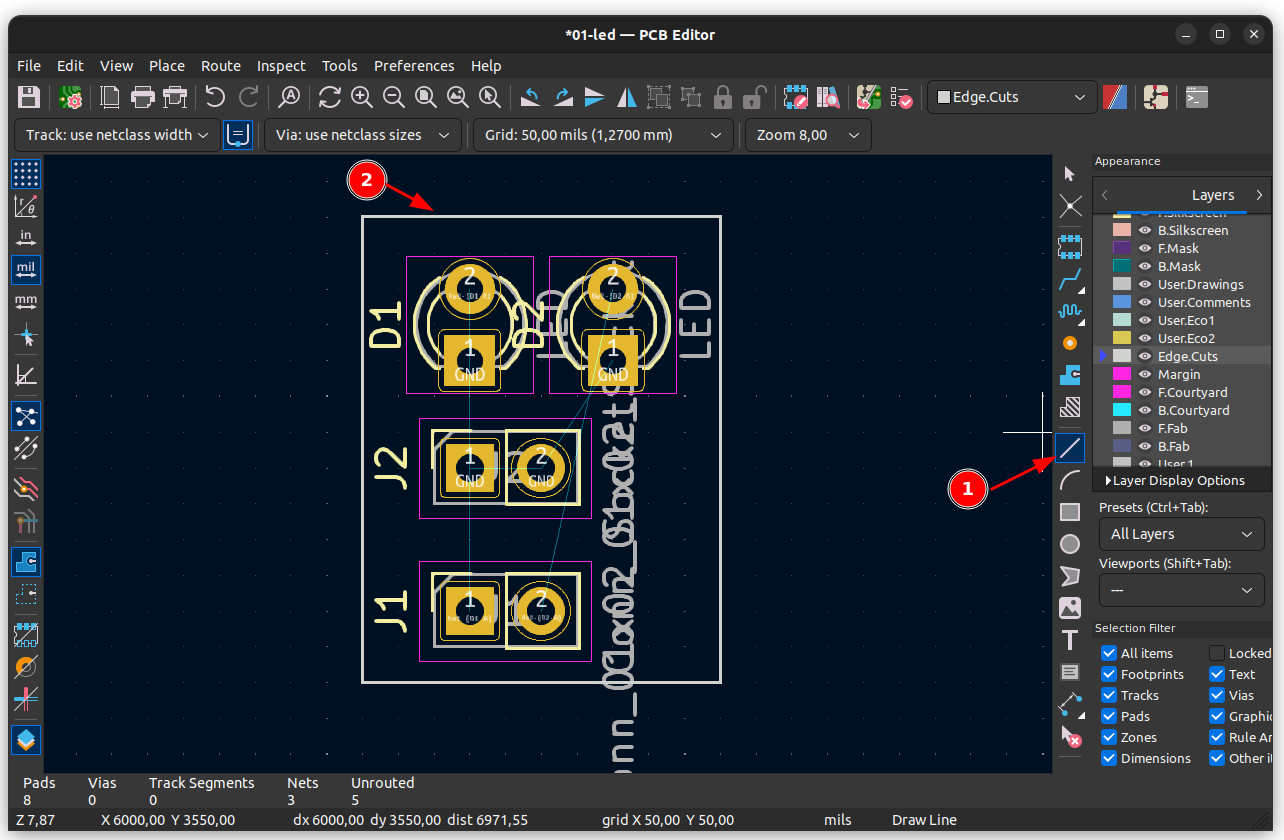 *01-led — PCB Editor
File Edit View Place Route Inspect Tools Preferences Help
Edge.Cuts
Track: use netclass width
Via: use netclass sizes
Grid: 50,00 mils (1,2700 mm)
Zoom 8,00
Appearance
Layers
F.Silkscreen
B.Silkscreen
F.Mask
B.Mask
User.Drawings
User.Comments
User.Eco1
User.Eco2
Edge.Cuts
Margin
F.Courtyard
B.Courtyard
F.Fab
B.Fab
User.1
Layer Display Options
Presets (Ctrl+Tab):
All Layers
Viewports (Shift+Tab):
---
Selection Filter
All items Locked
Footprints Text
Tracks Vias
Pads Graphic
Zones Rule Ar
Dimensions Other it
in
mil
mm
2
D1
2
1
GND
LED
D2
2
1
GND
LED
J2
1
GND
2
GND
J1
1
2
1
Pads Vias Track Segments Nets Unrouted
8 0 0 3 5
Z 7,87 X 6000,00 Y 3550,00 dx 6000,00 dy 3550,00 dist 6971,55 grid X 50,00 Y 50,00 mils Draw Line